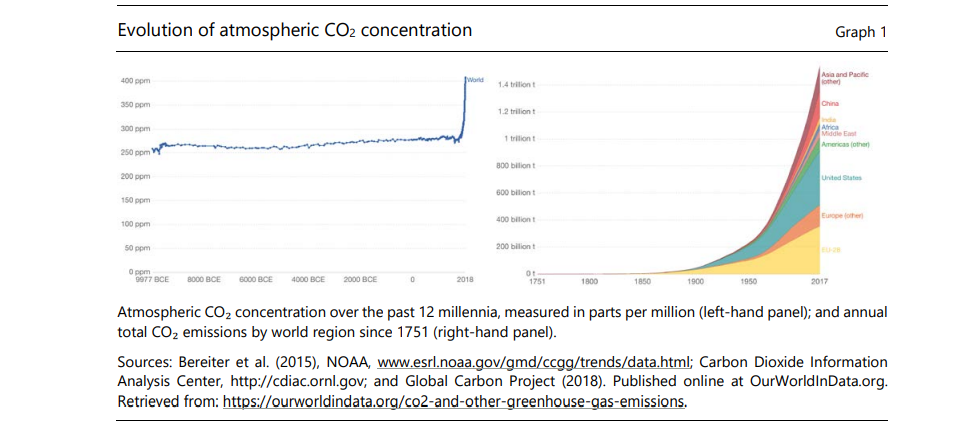 Evolution of atmospheric CO₂ concentration
Graph 1
400 ppm
350 ppm
300 ppm
250 ppm
200 ppm
150 ppm
100 ppm
50 ppm
0 ppm
9977 BCE
8000 BCE
6000 BCE
4000 BCE
2000 BCE
0
2018
World
1.4 trillion t
1.2 trillion t
1 trillion t
800 billion t
600 billion t
400 billion t
200 billion t
0 t
1751
1800
1850
1900
1950
2017
Asia and Pacific
(other)
China
India
Africa
Middle East
Americas (other)
United States
Europe (other)
EU-28
Atmospheric CO₂ concentration over the past 12 millennia, measured in parts per million (left-hand panel); and annual
total CO₂ emissions by world region since 1751 (right-hand panel).
Sources: Bereiter et al. (2015), NOAA, www.esrl.noaa.gov/gmd/ccgg/trends/data.html; Carbon Dioxide Information
Analysis Center, http://cdiac.ornl.gov; and Global Carbon Project (2018). Published online at OurWorldInData.org.
Retrieved from: https://ourworldindata.org/co2-and-other-greenhouse-gas-emissions.